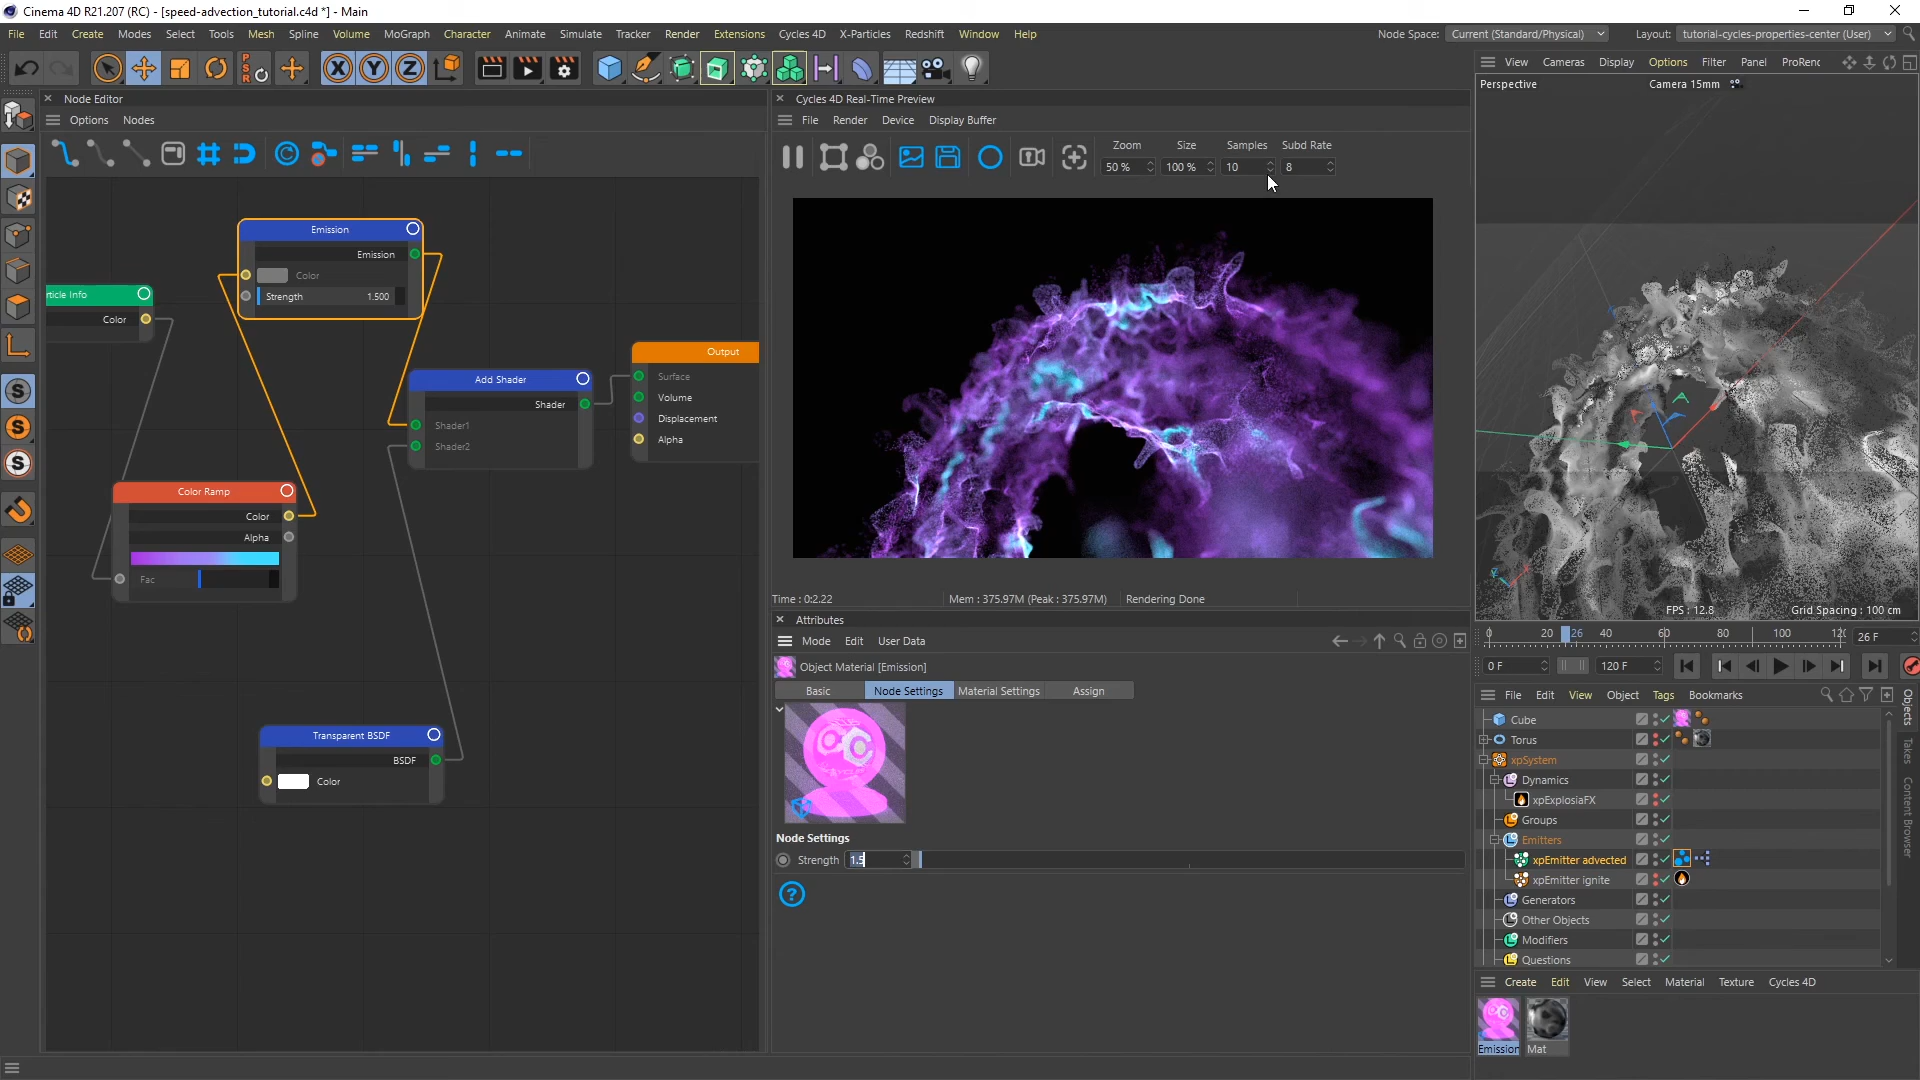 Cinema 4D R21.207 (RC) - [speed-advection_tutorial.c4d *] - Main
File Edit Create Modes Select Tools Mesh Spline Volume MoGraph Character Animate Simulate Tracker Render Extensions Cycles 4D X-Particles Redshift Window Help
Node Space: Current (Standard/Physical) Layout: tutorial-cycles-properties-center (User)
PSR X Y Z
Node Editor
Options Nodes
Emission
Emission
Color
Strength 1.500
rticle Info
Color
Add Shader
Shader
Shader1
Shader2
Output
Surface
Volume
Displacement
Alpha
Color Ramp
Color
Alpha
Fac
Transparent BSDF
BSDF
Color
Cycles 4D Real-Time Preview
File Render Device Display Buffer
Zoom Size Samples Subd Rate
50 % 100 % 10 8
Time : 0:2.22 Mem : 375.97M (Peak : 375.97M) Rendering Done
Attributes
Mode Edit User Data
Object Material [Emission]
Basic Node Settings Material Settings Assign
Node Settings
Strength 1.5
View Cameras Display Options Filter Panel ProRenc
Perspective Camera 15mm
FPS : 12.8 Grid Spacing : 100 cm
0 20 26 40 60 80 100 12( 26 F
0 F 120 F
File Edit View Object Tags Bookmarks
Cube
Torus
xpSystem
Dynamics
xpExplosiaFX
Groups
Emitters
xpEmitter advected
xpEmitter ignite
Generators
Other Objects
Modifiers
Questions
Objects
Takes
Content Browser
Create Edit View Select Material Texture Cycles 4D
Emission Mat